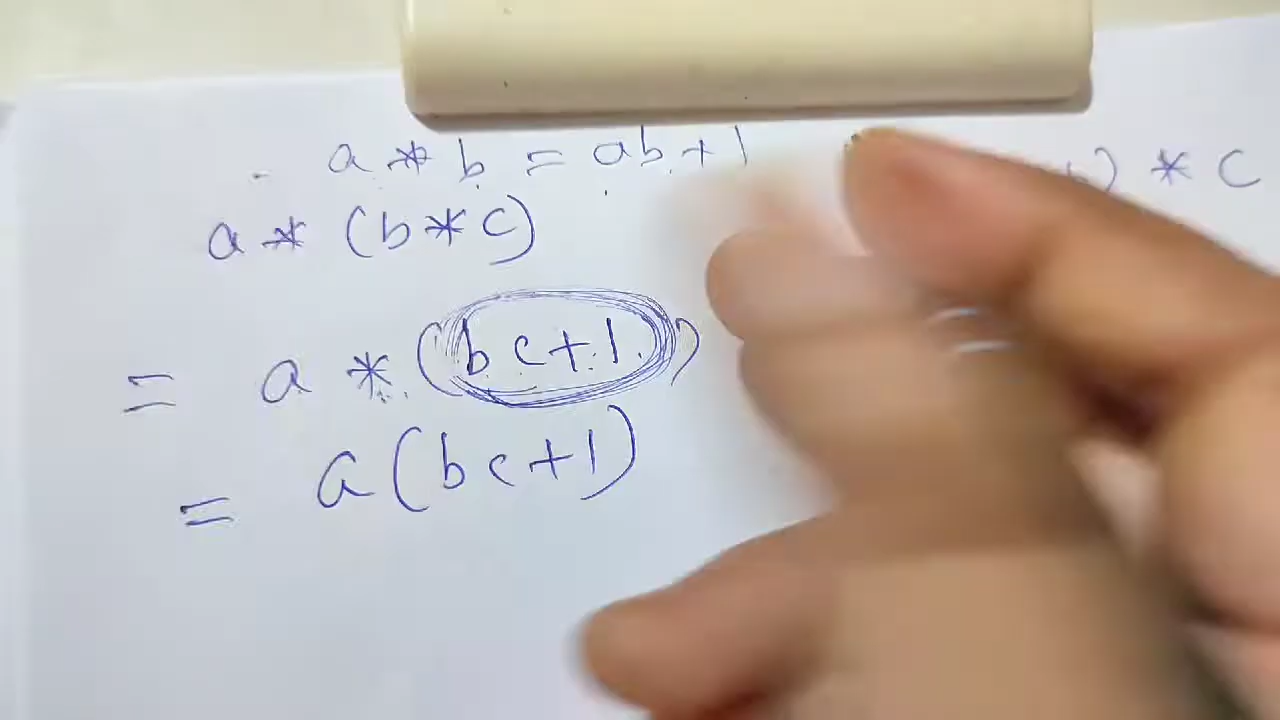 a * b = ab + 1
) * c
a * (b * c)
= a * (bc + 1)
= a (bc + 1)